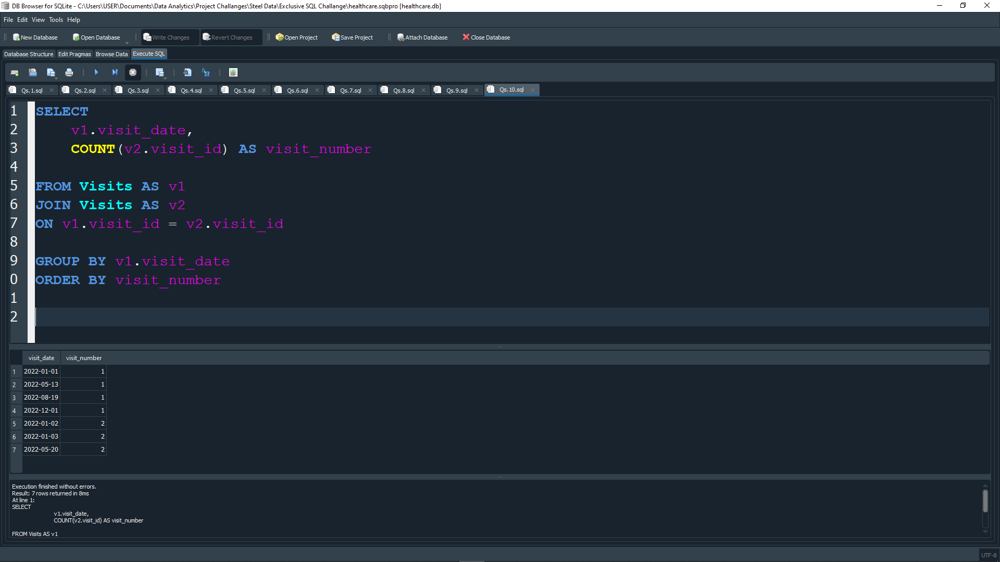 DB Browser for SQLite - C:\Users\USER\Documents\Data Analytics\Project Challanges\Steel Data\Exclusive SQL Challange\healthcare.sqbpro [healthcare.db]
File Edit View Tools Help
New Database Open Database Write Changes Revert Changes Open Project Save Project Attach Database Close Database
Database Structure Edit Pragmas Browse Data Execute SQL
Qs.1.sql Qs.2.sql Qs.3.sql Qs.4.sql Qs.5.sql Qs.6.sql Qs.7.sql Qs.8.sql Qs.9.sql Qs.10.sql
1 SELECT
2 v1.visit_date,
3 COUNT(v2.visit_id) AS visit_number
4
5 FROM Visits AS v1
6 JOIN Visits AS v2
7 ON v1.visit_id = v2.visit_id
8
9 GROUP BY v1.visit_date
0 ORDER BY visit_number
1
2
visit_date visit_number
1 2022-01-01 1
2 2022-05-13 1
3 2022-08-19 1
4 2022-12-01 1
5 2022-01-02 2
6 2022-01-03 2
7 2022-05-20 2
Execution finished without errors.
Result: 7 rows returned in 8ms
At line 1:
SELECT
v1.visit_date,
COUNT(v2.visit_id) AS visit_number
FROM Visits AS v1
UTF-8